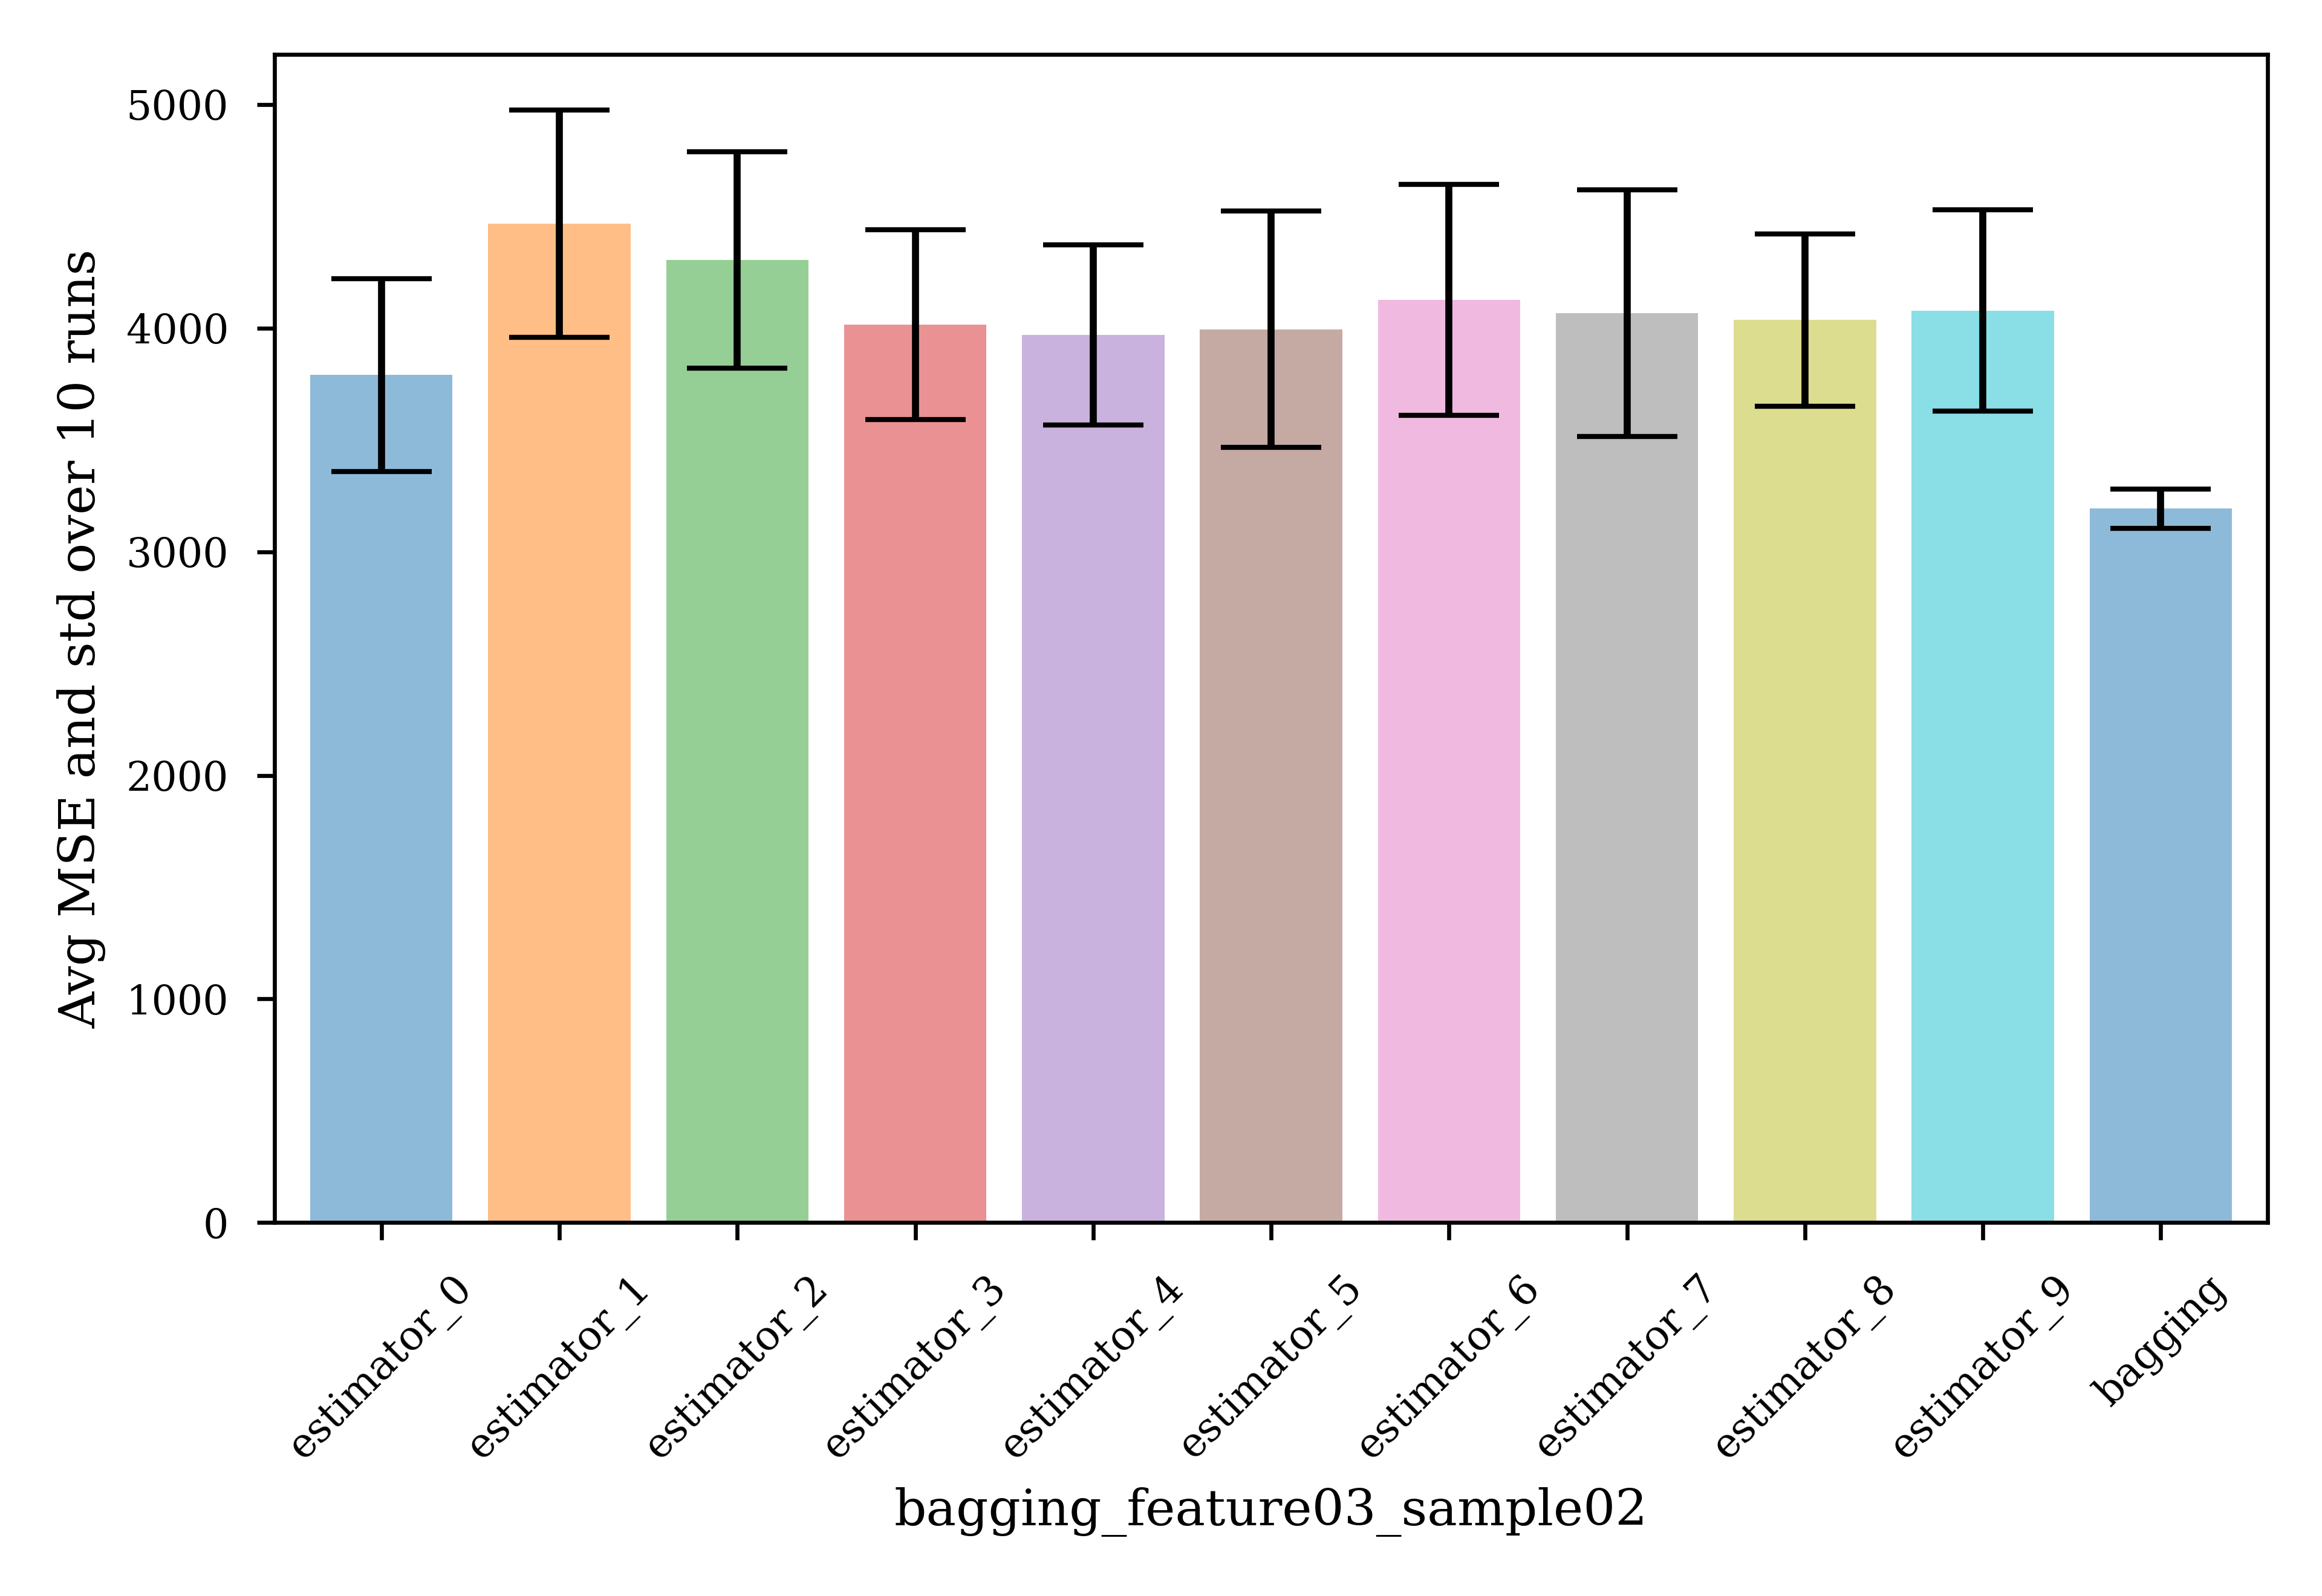 Avg MSE and std over 10 runs
5000
4000
3000
2000
1000
0
estimator_0
estimator_1
estimator_2
estimator_3
estimator_4
estimator_5
estimator_6
estimator_7
estimator_8
estimator_9
bagging
bagging_feature03_sample02